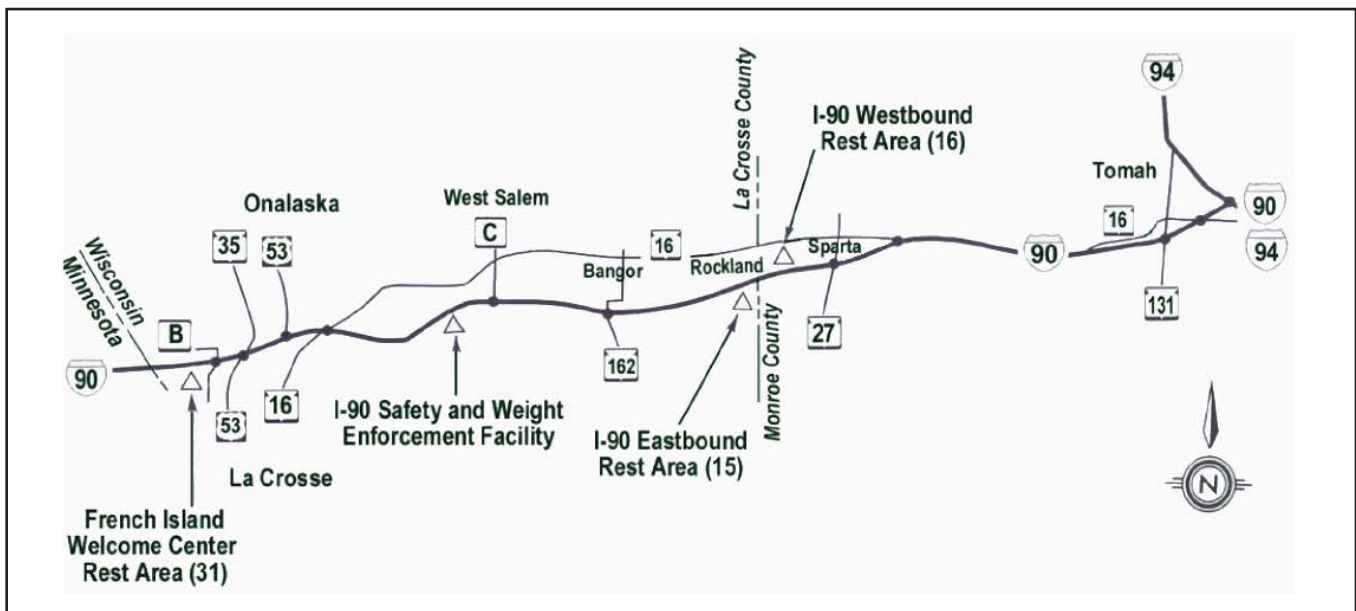 94
I-90 Westbound
Rest Area (16)
La Crosse County
Tomah
West Salem
Onalaska
C
90
16
35
53
16
94
Wisconsin
Minnesota
Bangor
Rockland
Sparta
90
B
131
27
162
90
16
53
I-90 Safety and Weight
Enforcement Facility
I-90 Eastbound
Rest Area (15)
Monroe County
La Crosse
N
French Island
Welcome Center
Rest Area (31)